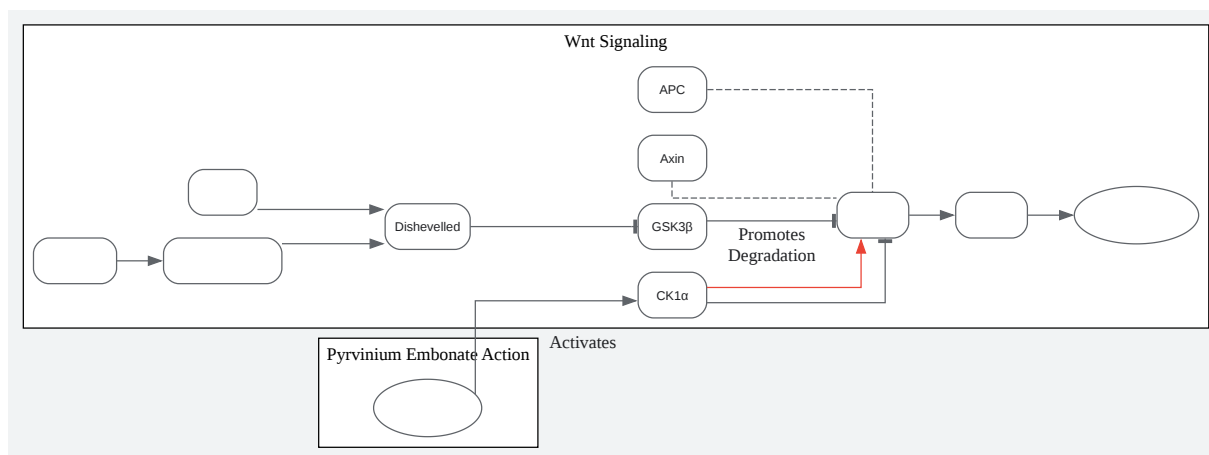 Wnt Signaling
APC
Axin
Dishevelled
GSK3β
Promotes
Degradation
CK1α
Activates
Pyrvinium Embonate Action